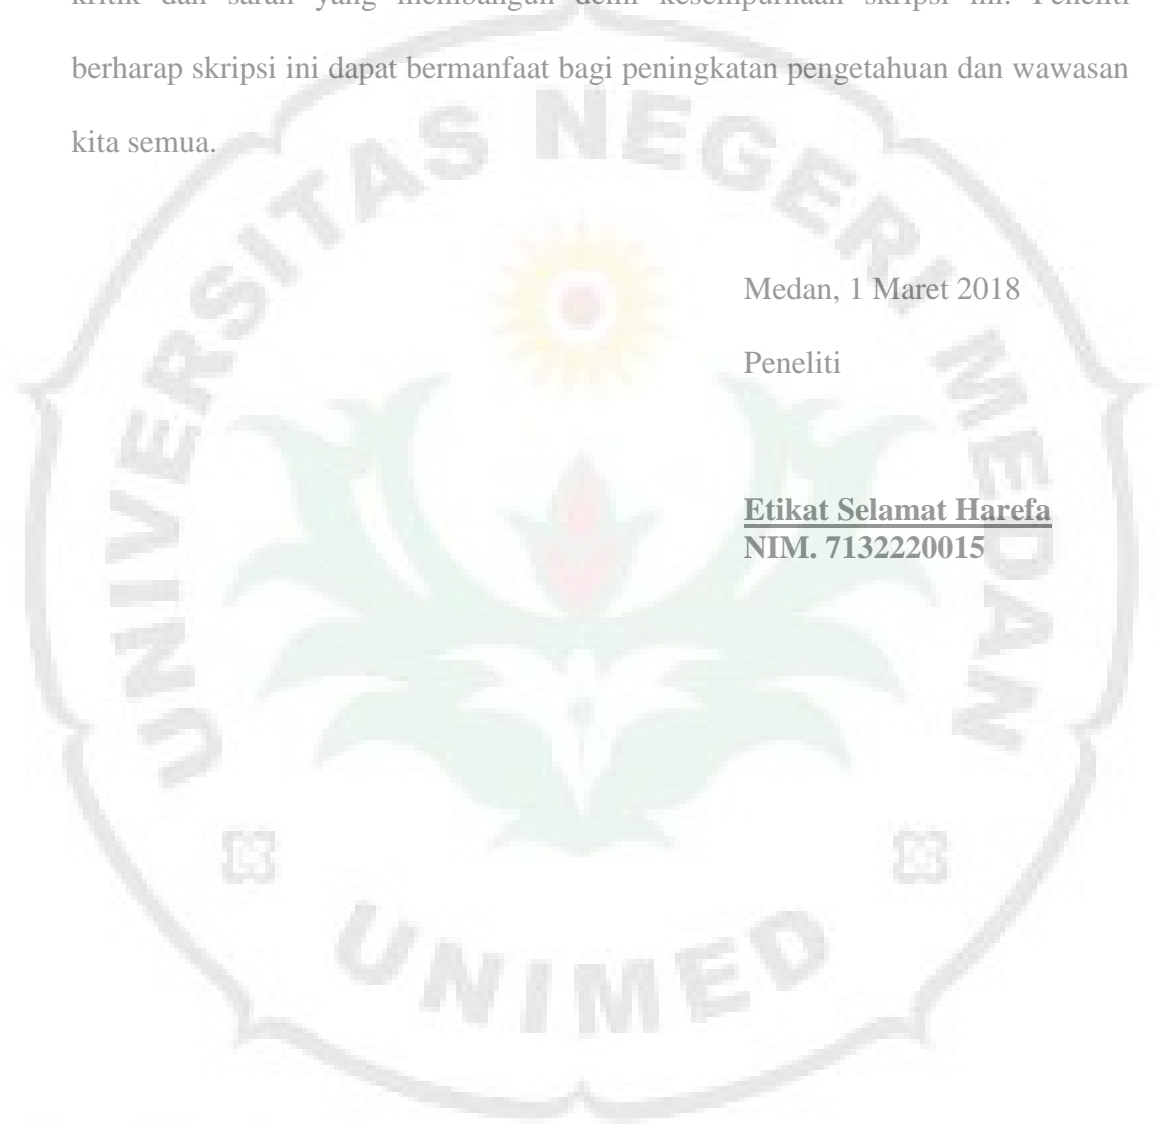 kritik dan saran yang membangun demi kesempurnaan skripsi ini. Peneliti
berharap skripsi ini dapat bermanfaat bagi peningkatan pengetahuan dan wawasan
kita semua.
Medan, 1 Maret 2018
Peneliti
Etikat Selamat Harefa
NIM. 7132220015
UNIVERSITAS NEGERI MEDAN
UNIMED